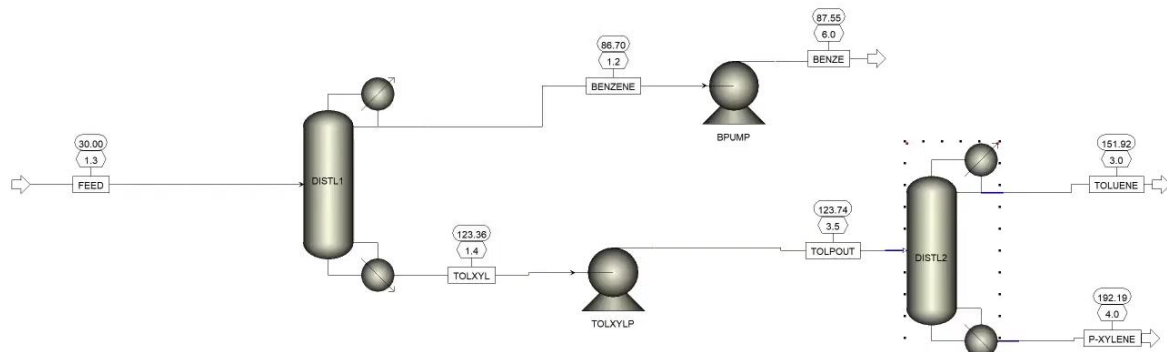 87.55
6.0
BENZE
86.70
1.2
BENZENE
BPUMP
30.00
1.3
FEED
DISTL1
151.92
3.0
TOLUENE
123.36
1.4
TOLXYL
123.74
3.5
TOLPOUT
DISTL2
TOLXYLP
192.19
4.0
P-XYLENE